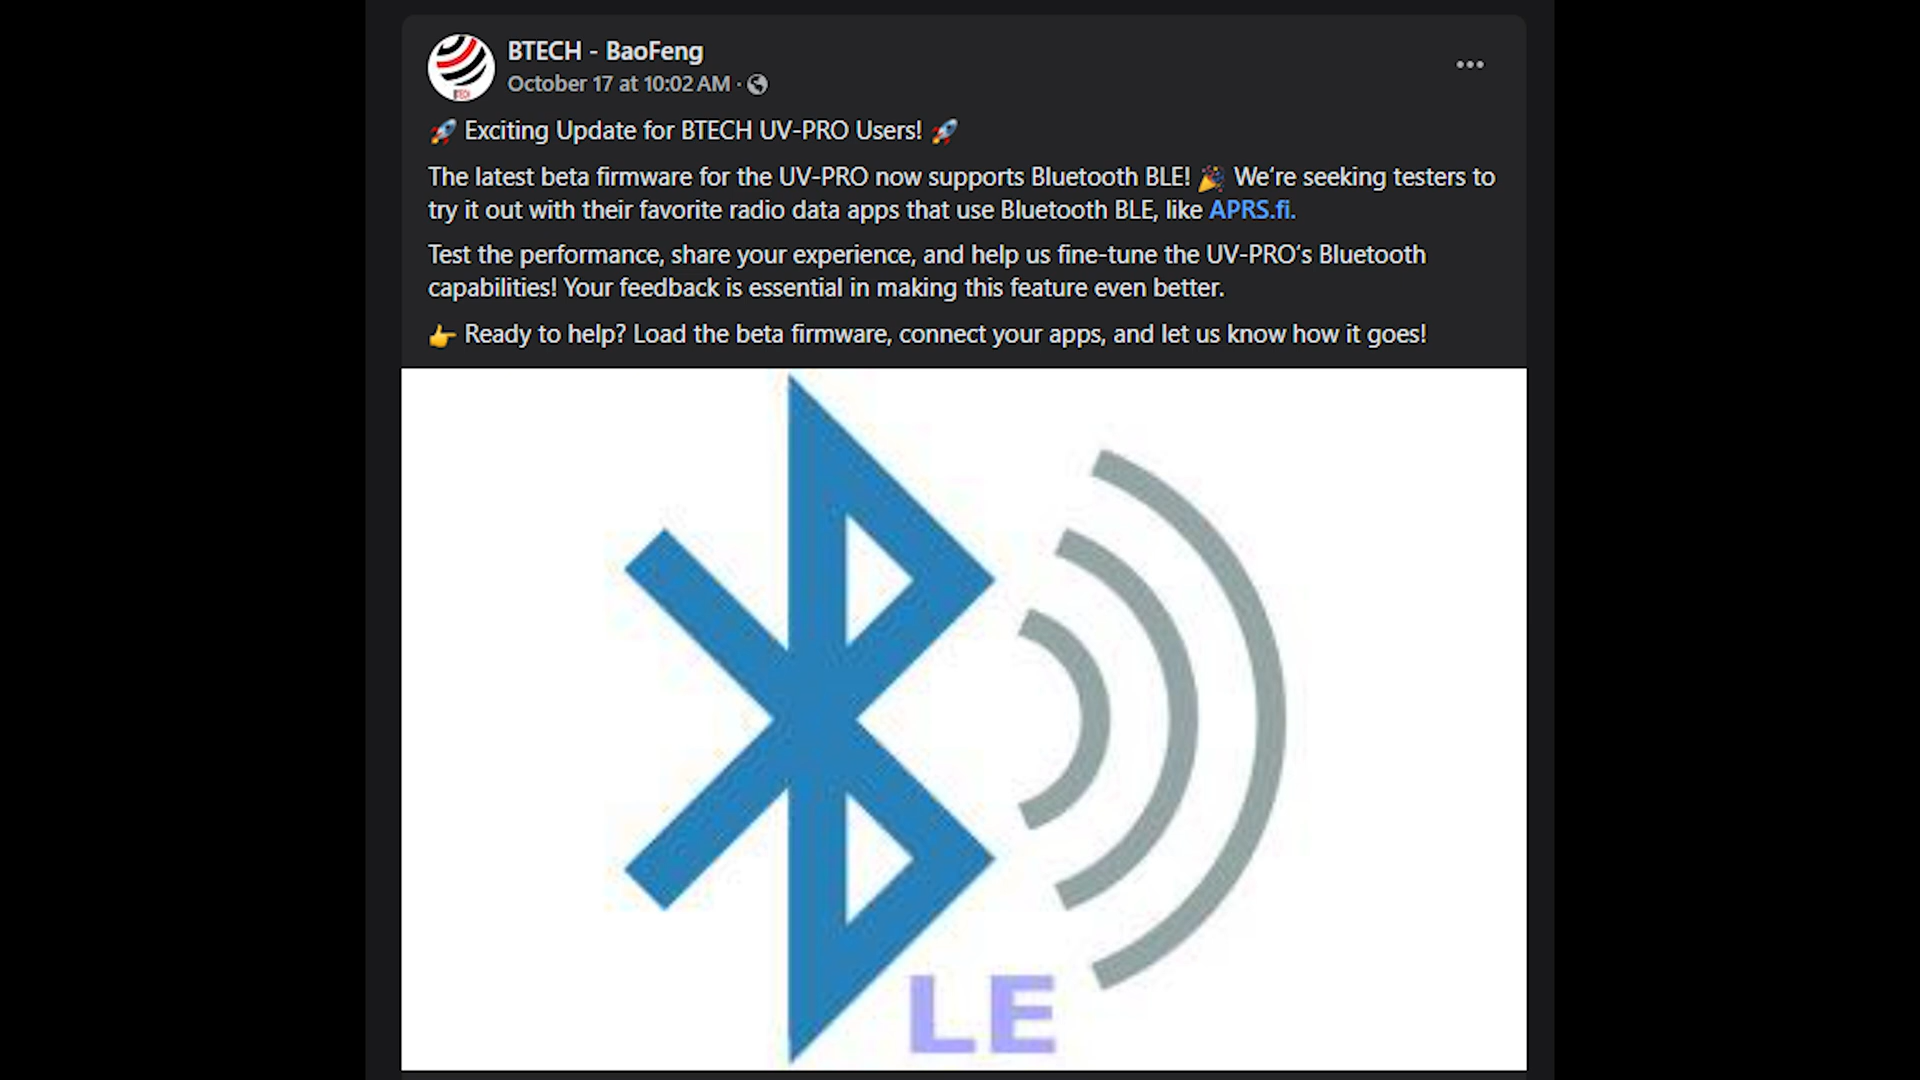 BTECH - BaoFeng
October 17 at 10:02 AM ·
🚀 Exciting Update for BTECH UV-PRO Users! 🚀
The latest beta firmware for the UV-PRO now supports Bluetooth BLE! 🎉 We're seeking testers to
try it out with their favorite radio data apps that use Bluetooth BLE, like APRS.fi.
Test the performance, share your experience, and help us fine-tune the UV-PRO's Bluetooth
capabilities! Your feedback is essential in making this feature even better.
👉 Ready to help? Load the beta firmware, connect your apps, and let us know how it goes!
LE